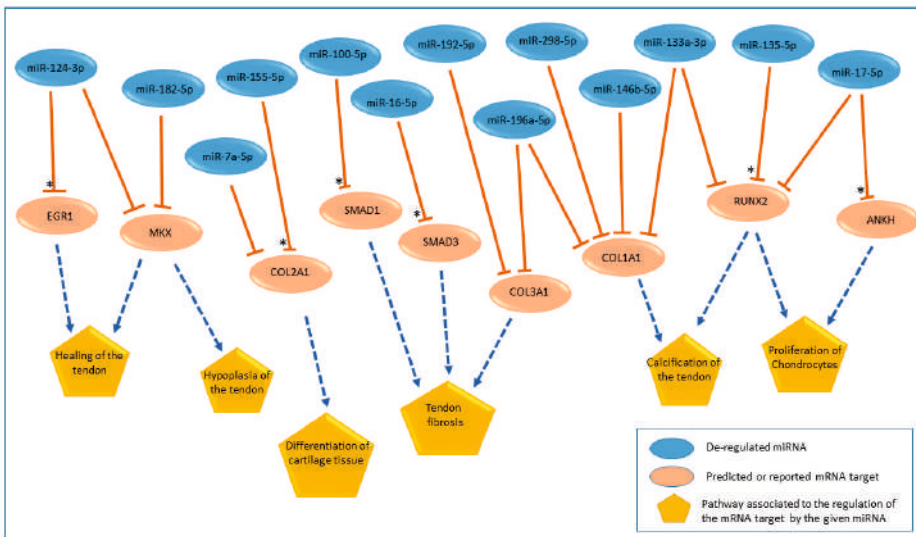 miR-192-5p
miR-298-5p
miR-133a-3p
miR-135-5p
miR-100-5p
miR-124-3p
miR-155-5p
miR-17-5p
miR-182-5p
miR-16-5p
miR-146b-5p
miR-196a-5p
miR-7a-5p
*
*
*
*
*
*
EGR1
MKX
SMAD1
SMAD3
COL2A1
COL3A1
COL1A1
RUNX2
ANKH
Healing of the
tendon
Hypoplasia of
the tendon
Differentiation of
cartilage tissue
Tendon
fibrosis
Calcification of
the tendon
Proliferation of
Chondrocytes
De-regulated miRNA
Predicted or reported mRNA target
Pathway associated to the regulation of
the mRNA target by the given miRNA